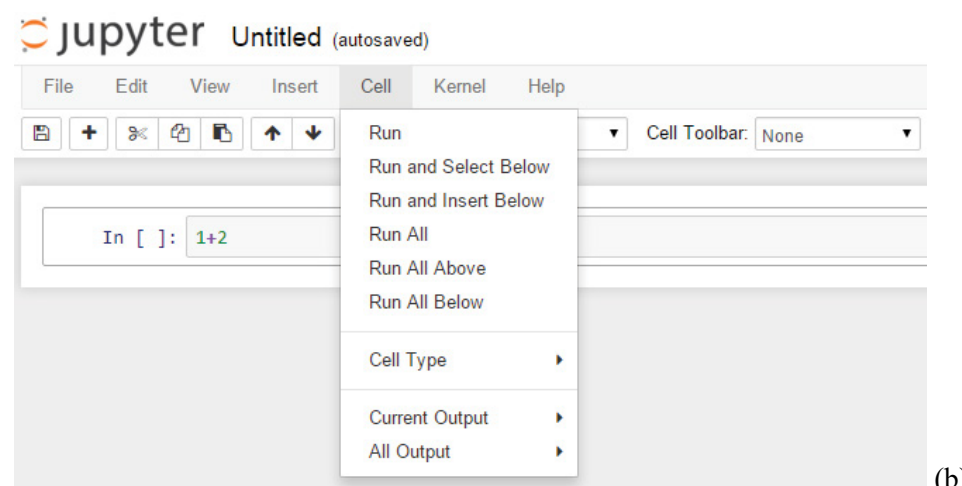 jupyter Untitled (autosaved)
File Edit View Insert Cell Kernel Help
Cell Toolbar: None
Run
Run and Select Below
Run and Insert Below
Run All
Run All Above
Run All Below
In [ ]: 1+2
Cell Type
Current Output
All Output
(b)